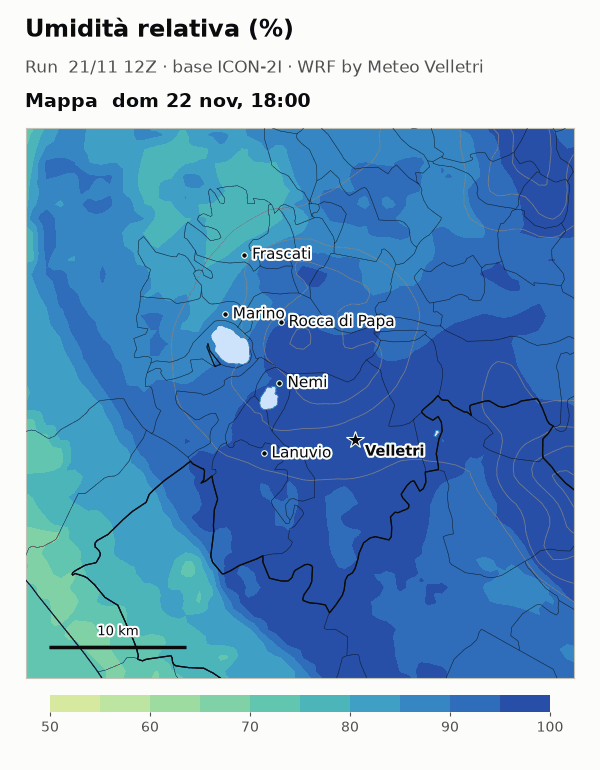 Umidità relativa (%)
Run  21/11 12Z · base ICON-2I · WRF by Meteo Velletri
Mappa  dom 22 nov, 18:00
Frascati
Marino
Rocca di Papa
Nemi
Velletri
Lanuvio
10 km
50 60 70 80 90 100